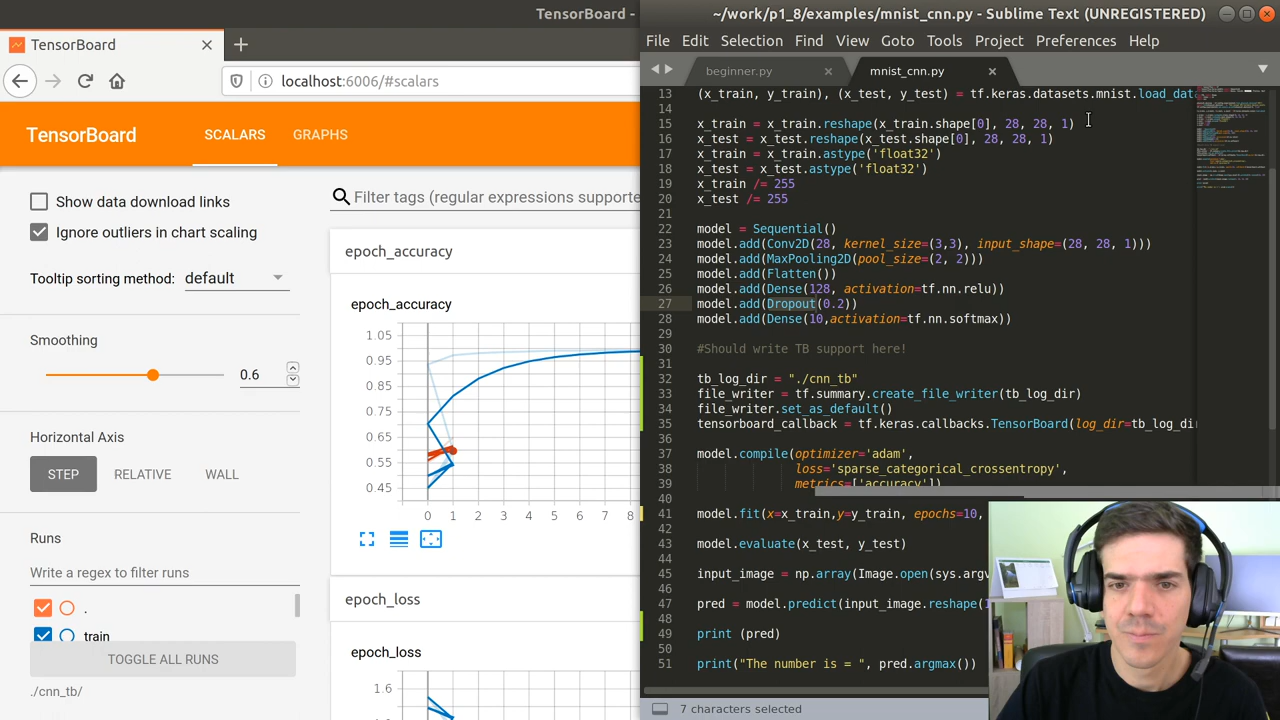 TensorBoard -
TensorBoard
localhost:6006/#scalars
TensorBoard
SCALARS
GRAPHS
Show data download links
Ignore outliers in chart scaling
Tooltip sorting method: default
Smoothing
0.6
Horizontal Axis
STEP
RELATIVE
WALL
Runs
Write a regex to filter runs
.
train
TOGGLE ALL RUNS
./cnn_tb/
Filter tags (regular expressions supporte
epoch_accuracy
epoch_accuracy
1.05
0.95
0.85
0.75
0.65
0.55
0.45
0 1 2 3 4 5 6 7 8
epoch_loss
epoch_loss
1.6
~/work/p1_8/examples/mnist_cnn.py - Sublime Text (UNREGISTERED)
File Edit Selection Find View Goto Tools Project Preferences Help
beginner.py
mnist_cnn.py
13 (x_train, y_train), (x_test, y_test) = tf.keras.datasets.mnist.load_dat
14
15 x_train = x_train.reshape(x_train.shape[0], 28, 28, 1)
16 x_test = x_test.reshape(x_test.shape[0], 28, 28, 1)
17 x_train = x_train.astype('float32')
18 x_test = x_test.astype('float32')
19 x_train /= 255
20 x_test /= 255
21
22 model = Sequential()
23 model.add(Conv2D(28, kernel_size=(3,3), input_shape=(28, 28, 1)))
24 model.add(MaxPooling2D(pool_size=(2, 2)))
25 model.add(Flatten())
26 model.add(Dense(128, activation=tf.nn.relu))
27 model.add(Dropout(0.2))
28 model.add(Dense(10,activation=tf.nn.softmax))
29
30 #Should write TB support here!
31
32 tb_log_dir = "./cnn_tb"
33 file_writer = tf.summary.create_file_writer(tb_log_dir)
34 file_writer.set_as_default()
35 tensorboard_callback = tf.keras.callbacks.TensorBoard(log_dir=tb_log_di
36
37 model.compile(optimizer='adam',
38 loss='sparse_categorical_crossentropy',
39 metrics=['accuracy'])
40
41 model.fit(x=x_train,y=y_train, epochs=10,
42
43 model.evaluate(x_test, y_test)
44
45 input_image = np.array(Image.open(sys.argv
46
47 pred = model.predict(input_image.reshape(1
48
49 print (pred)
50
51 print("The number is = ", pred.argmax())
7 characters selected